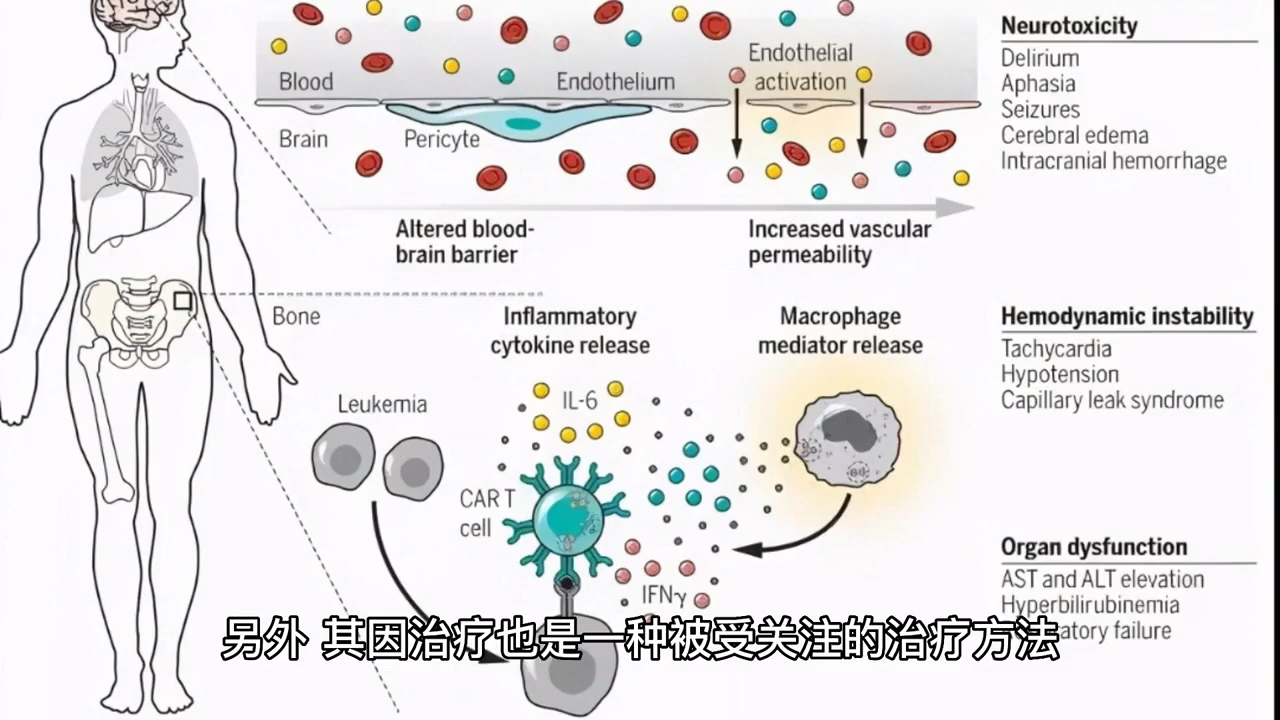 Blood
Endothelium
Endothelial
activation
Brain
Pericyte
Altered blood-
brain barrier
Increased vascular
permeability
Neurotoxicity
Delirium
Aphasia
Seizures
Cerebral edema
Intracranial hemorrhage
Bone
Inflammatory
cytokine release
Macrophage
mediator release
Hemodynamic instability
Tachycardia
Hypotension
Capillary leak syndrome
Leukemia
IL-6
CAR T
cell
IFNγ
Organ dysfunction
AST and ALT elevation
Hyperbilirubinemia
failure
另外 其因治疗也是一种被受关注的治疗方法